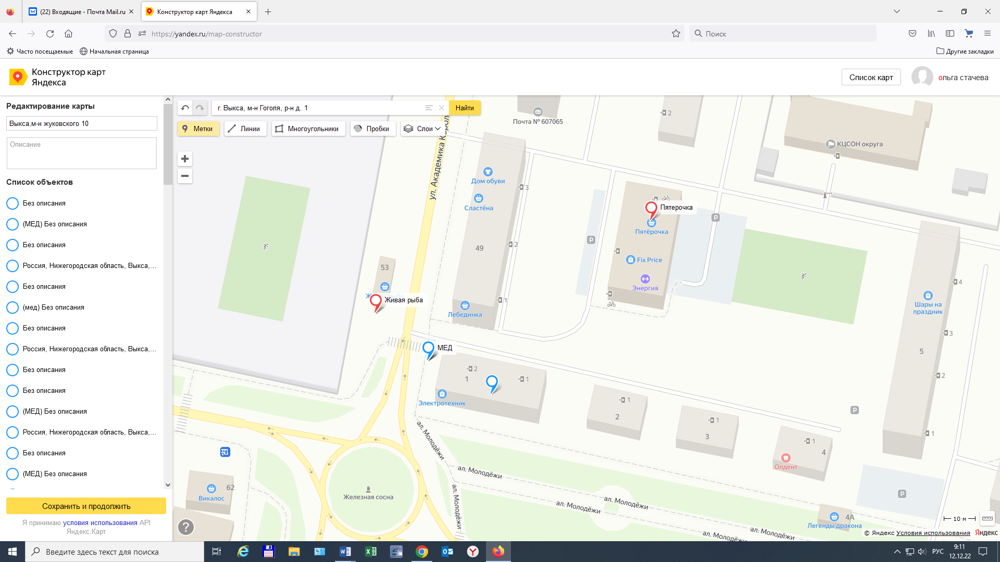 (22) Входящие - Почта Mail.ru
Конструктор карт Яндекса
https://yandex.ru/map-constructor
Поиск
Часто посещаемые
Начальная страница
Другие закладки
Конструктор карт
Яндекса
Список карт
ольга стачева
Редактирование карты
Выкса,м-н жуковского 10
Описание
Список объектов
Без описания
(МЕД) Без описания
Без описания
Россия, Нижегородская область, Выкса,...
Без описания
(мед) Без описания
Без описания
Россия, Нижегородская область, Выкса,...
Без описания
Без описания
(МЕД) Без описания
Россия, Нижегородская область, Выкса,...
Без описания
(МЕД) Без описания
Сохранить и продолжить
Я принимаю условия использования API
Яндекс.Карт
г. Выкса, м-н Гоголя, р-н д. 1
Найти
Метки
Линии
Многоугольники
Пробки
Слои
ул. Академика
Почта № 607065
2
КЦСОН округа
Дом обуви
3
Сластёна
49
2
1
Лебединка
P
Пятерочка
Пятёрочка
Fix Price
Энергия
P
53
Живая рыба
МЕД
2
1
1
Электротехник
1
2
1
3
1
4
Олдент
4
Шары на
праздник
3
5
2
1
P
P
ал. Молодёжи
ал. Молодёжи
ал. Молодёжи
ал. Молодёжи
ал. Молодёжи
ал. Молодёжи
ал. Молодёжи
Железная сосна
62
Викалос
4А
Легенды дракона
10 м
© Яндекс Условия использования
Яндекс
?
Введите здесь текст для поиска
РУС
9:11
12.12.22